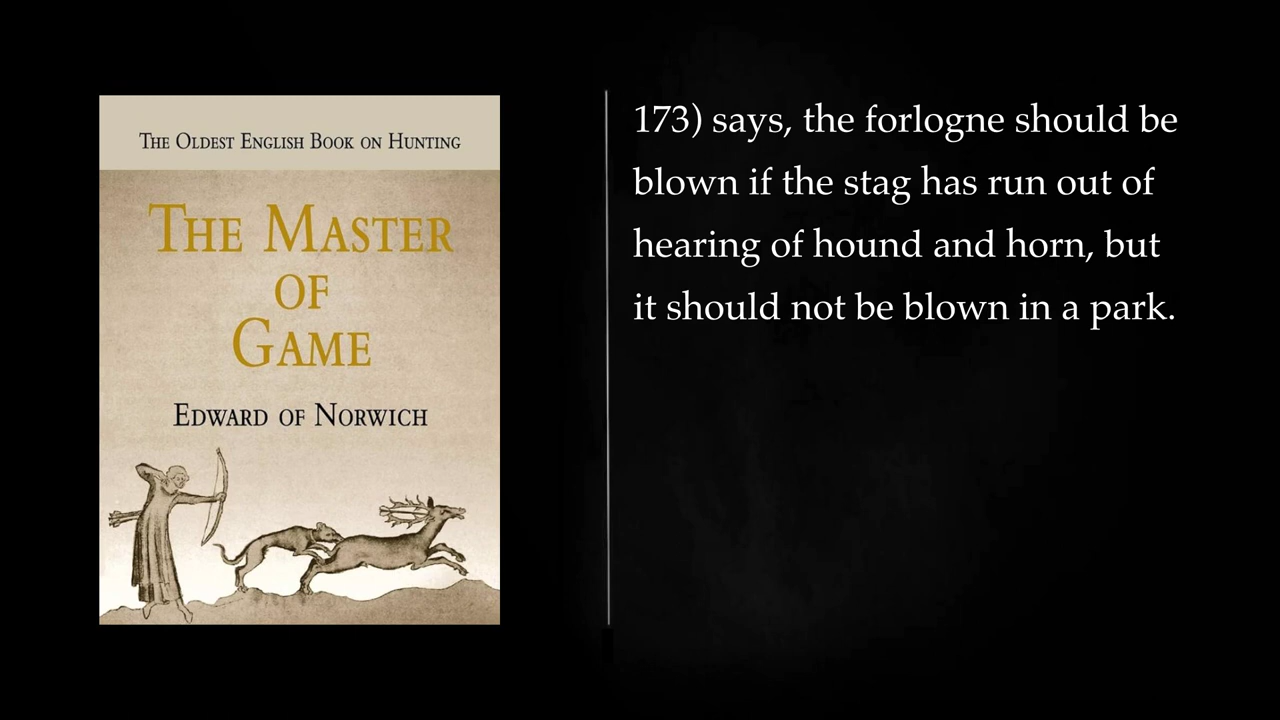 The Oldest English Book on Hunting
The Master
of
Game
Edward of Norwich
173) says, the forlogne should be
blown if the stag has run out of
hearing of hound and horn, but
it should not be blown in a park.